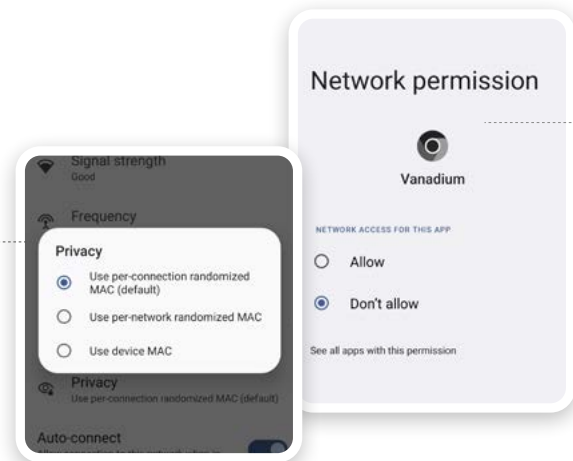 Network permission
Vanadium
NETWORK ACCESS FOR THIS APP
Allow
Don't allow
See all apps with this permission
Signal strength
Good
Frequency
Privacy
Use per-connection randomized
MAC (default)
Use per-network randomized MAC
Use device MAC
Privacy
Use per-connection randomized MAC (default)
Auto-connect